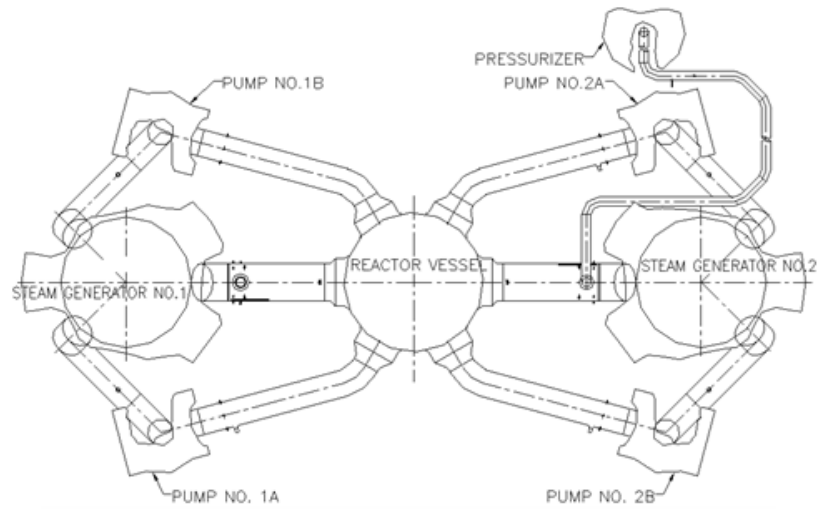 PRESSURIZER
PUMP NO.1B
PUMP NO.2A
REACTOR VESSEL
STEAM GENERATOR NO.2
STEAM GENERATOR NO.1
PUMP NO. 1A
PUMP NO. 2B